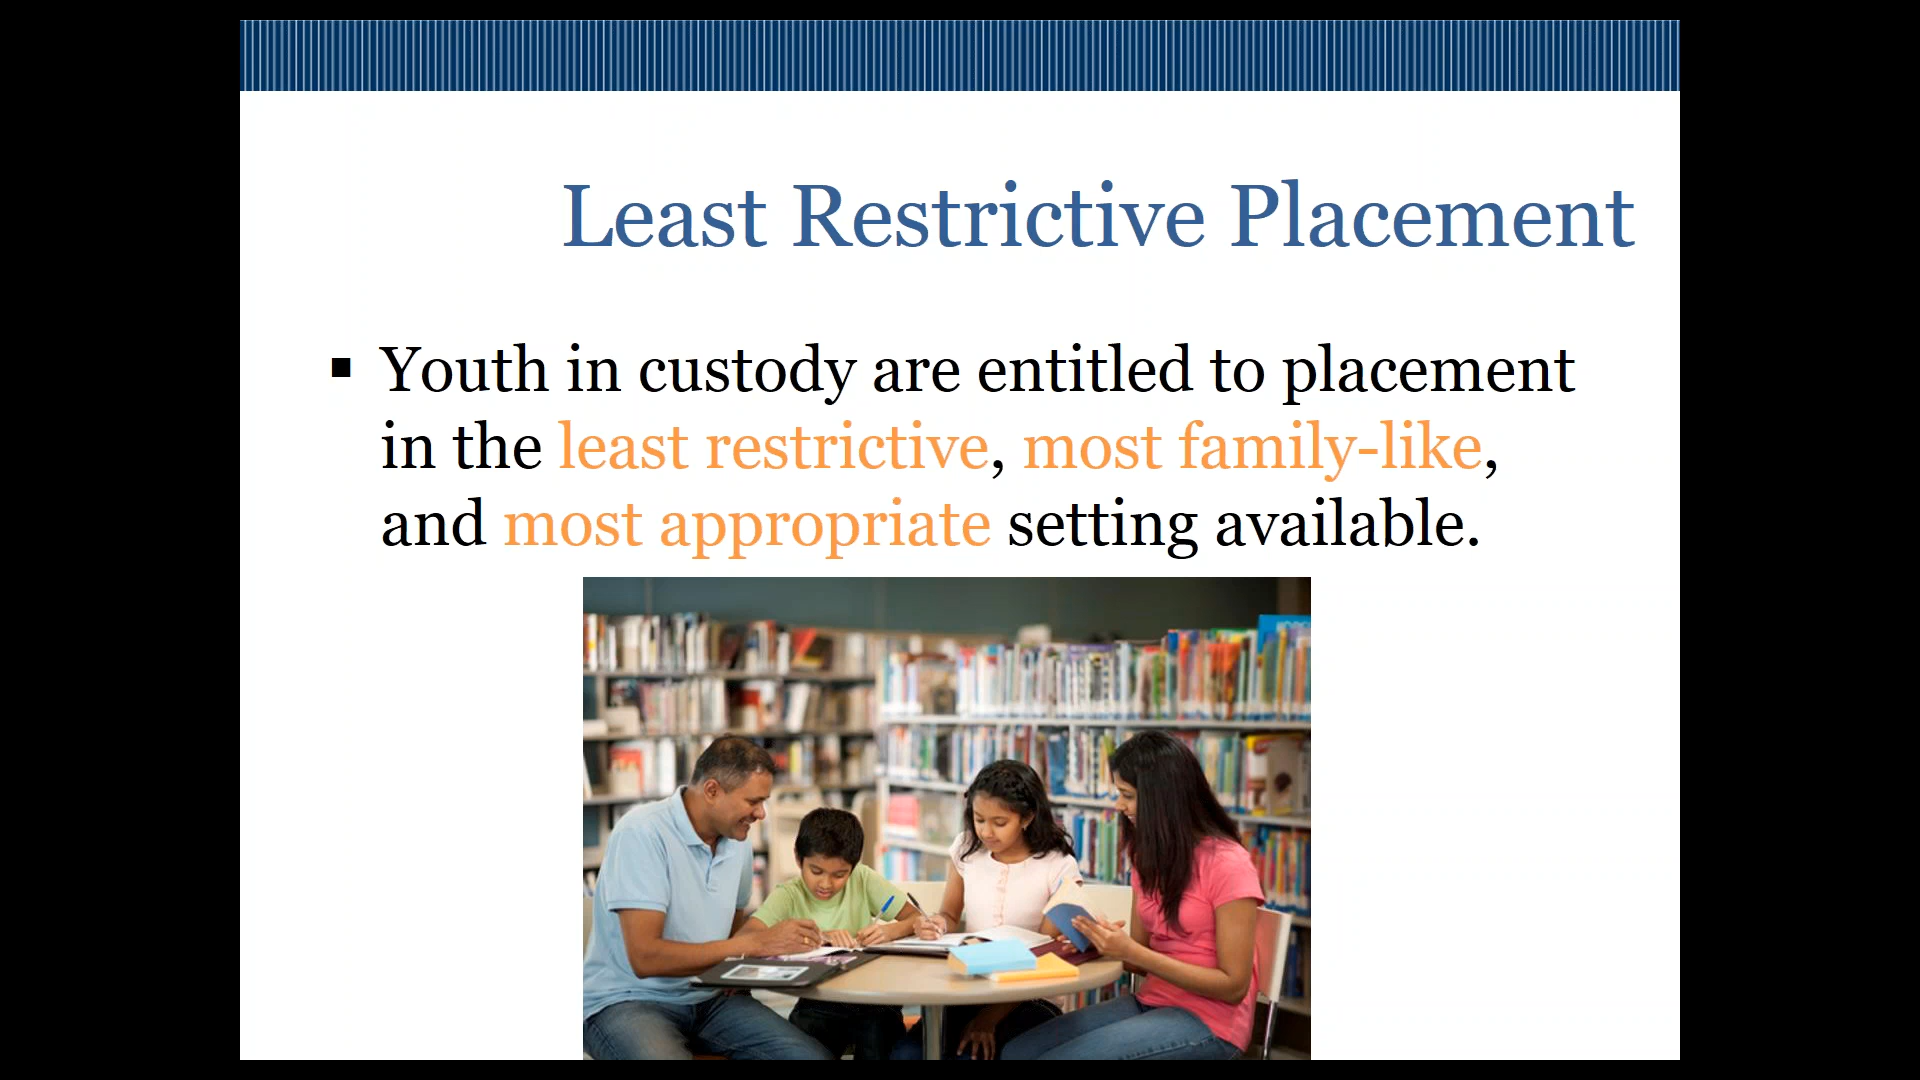 Least Restrictive Placement
▪ Youth in custody are entitled to placement
in the least restrictive, most family-like,
and most appropriate setting available.